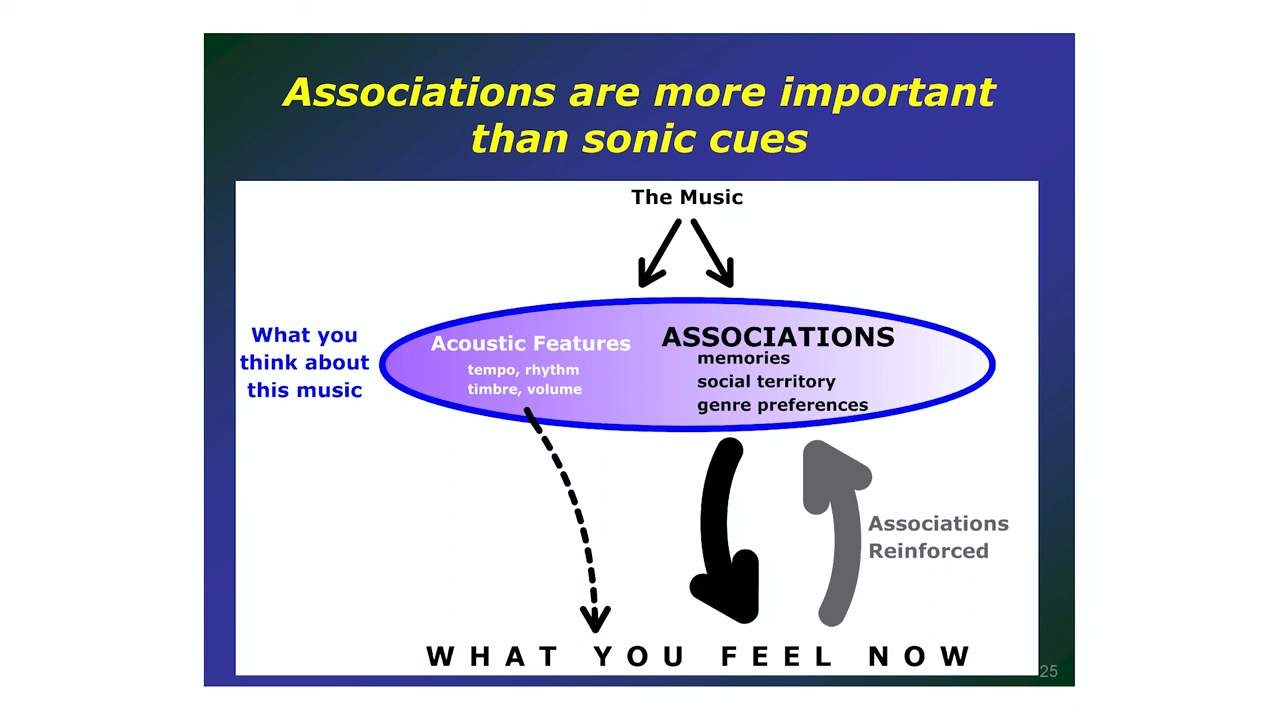 Associations are more important
than sonic cues
The Music
What you
think about
this music
Acoustic Features
tempo, rhythm
timbre, volume
ASSOCIATIONS
memories
social territory
genre preferences
Associations
Reinforced
WHAT YOU FEEL NOW
25